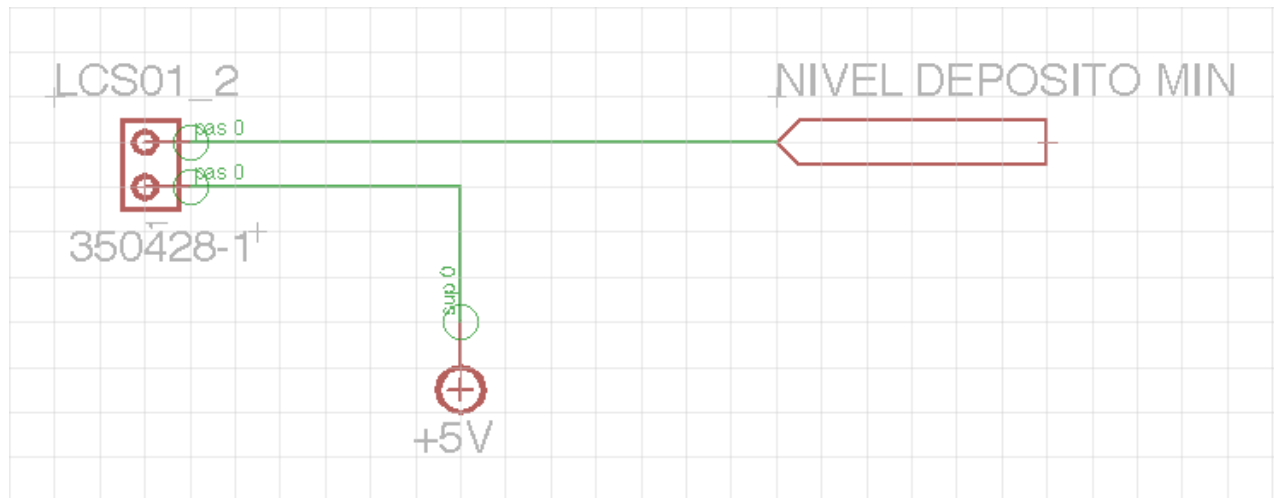 LCS01_2
NIVEL DEPOSITO MIN
pas 0
pas 0
350428-1
sup 0
+5V